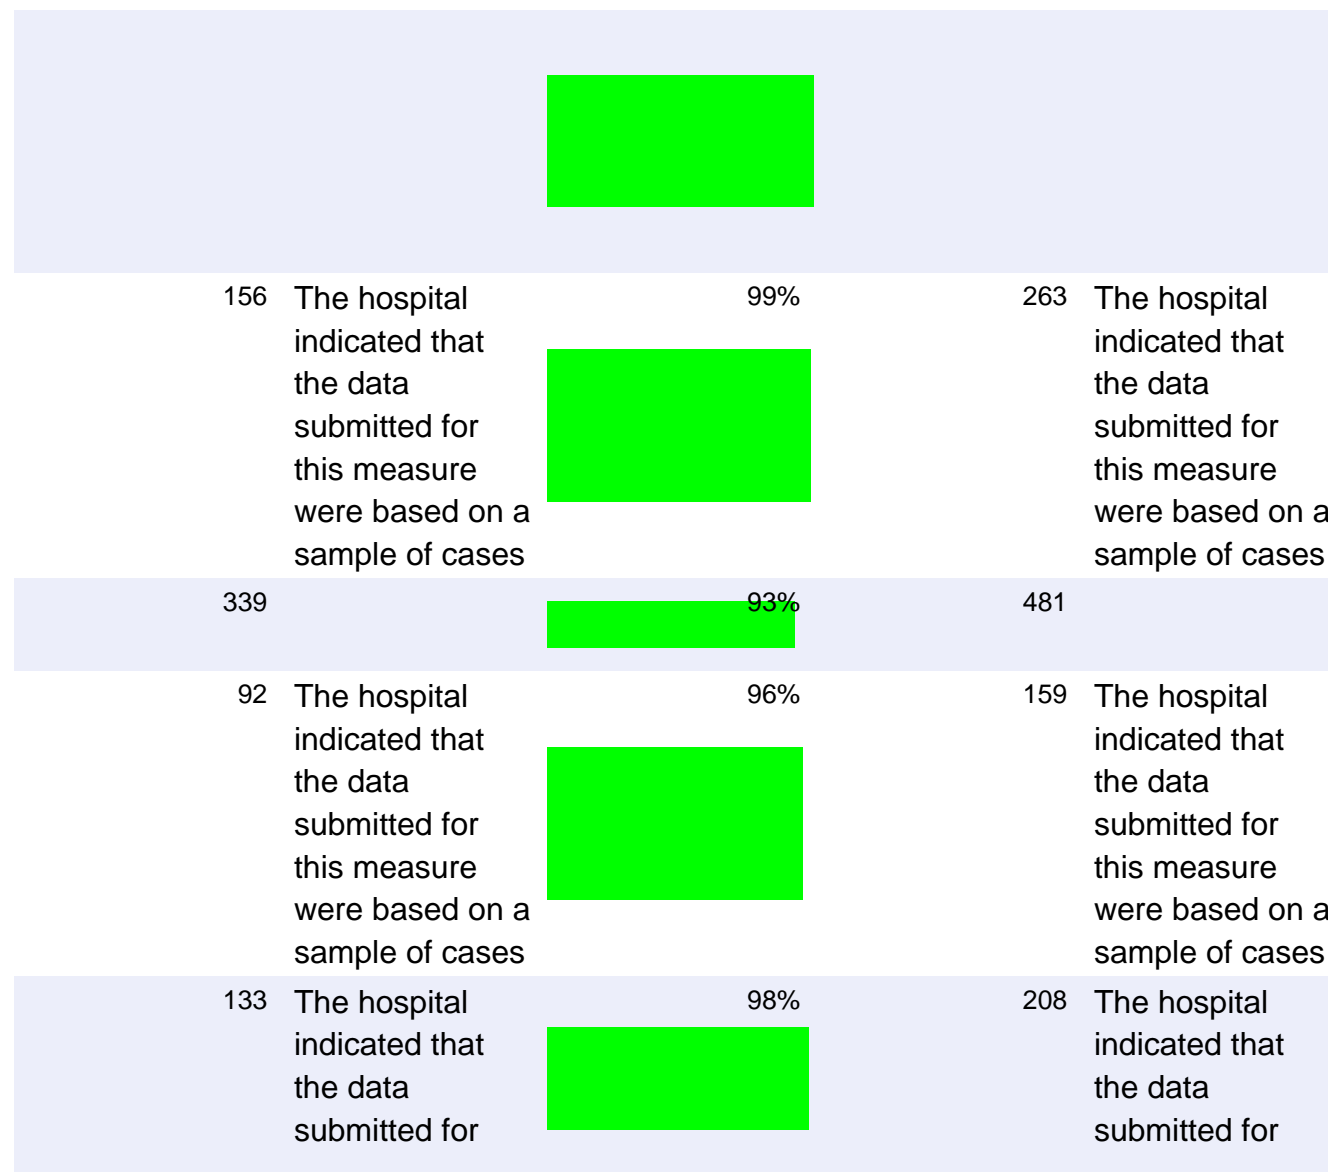 156 The hospital 99% 263 The hospital
indicated that indicated that
the data the data
submitted for submitted for
this measure this measure
were based on a were based on a
sample of cases sample of cases
339 93% 481
92 The hospital 96% 159 The hospital
indicated that indicated that
the data the data
submitted for submitted for
this measure this measure
were based on a were based on a
sample of cases sample of cases
133 The hospital 98% 208 The hospital
indicated that indicated that
the data the data
submitted for submitted for